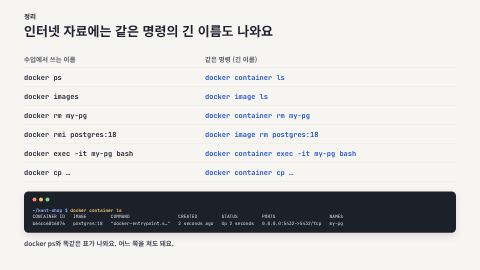 정리
인터넷 자료에는 같은 명령의 긴 이름도 나와요
수업에서 쓰는 이름 같은 명령 (긴 이름)
docker ps docker container ls
docker images docker image ls
docker rm my-pg docker container rm my-pg
docker rmi postgres:18 docker image rm postgres:18
docker exec -it my-pg bash docker container exec -it my-pg bash
docker cp … docker container cp …
~/hant-shop $ docker container ls
CONTAINER ID IMAGE COMMAND CREATED STATUS PORTS NAMES
postgres:18 "docker-entrypoint.s…" 3 seconds ago Up 2 seconds 0.0.0.0:5432->5432/tcp my-pg
docker ps와 똑같은 표가 나와요. 어느 쪽을 쳐도 돼요.